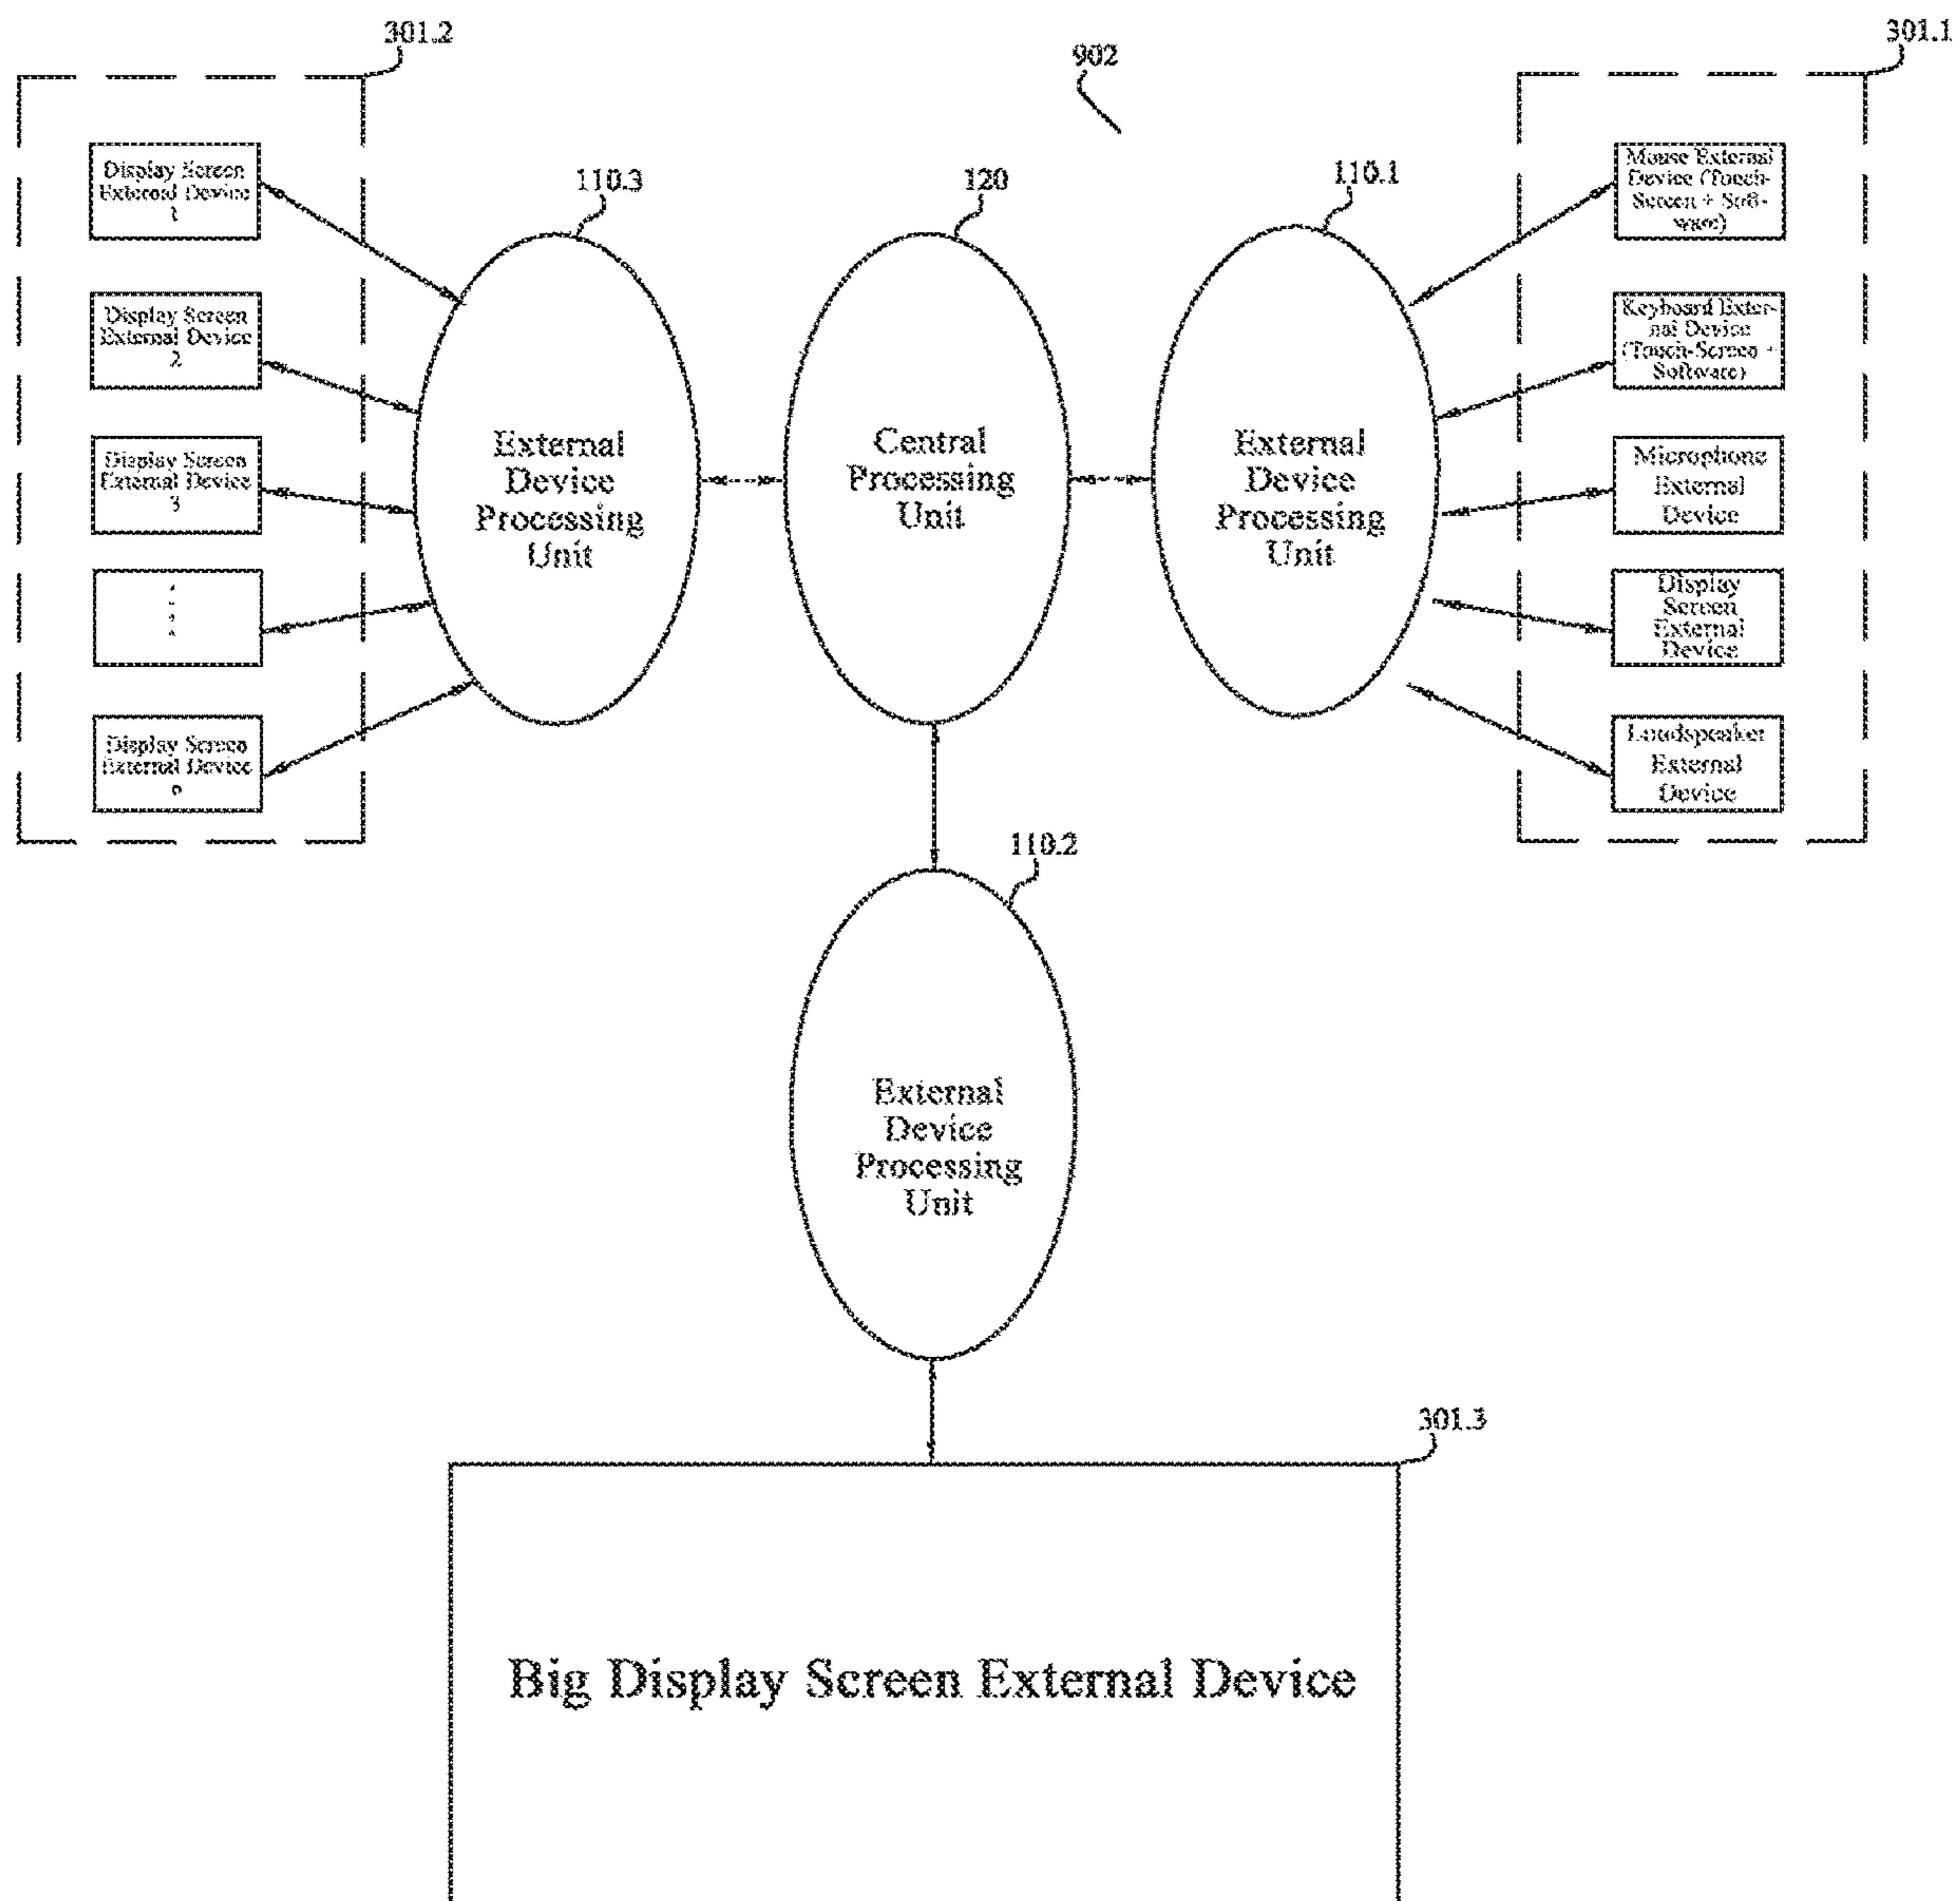 301.2
902
301.1
110.3
120
110.1
Display Screen
External Device
1
Display Screen
External Device
2
Display Screen
External Device
3
Display Screen
External Device
External
Device
Processing
Unit
Central
Processing
Unit
External
Device
Processing
Unit
Mouse External
Device (Touch-
Screen + Soft-
ware)
Keyboard Exter-
nal Device
(Touch-Screen +
Software)
Microphone
External
Device
Display
Screen
External
Device
Loudspeaker
External
Device
110.2
External
Device
Processing
Unit
301.3
Big Display Screen External Device